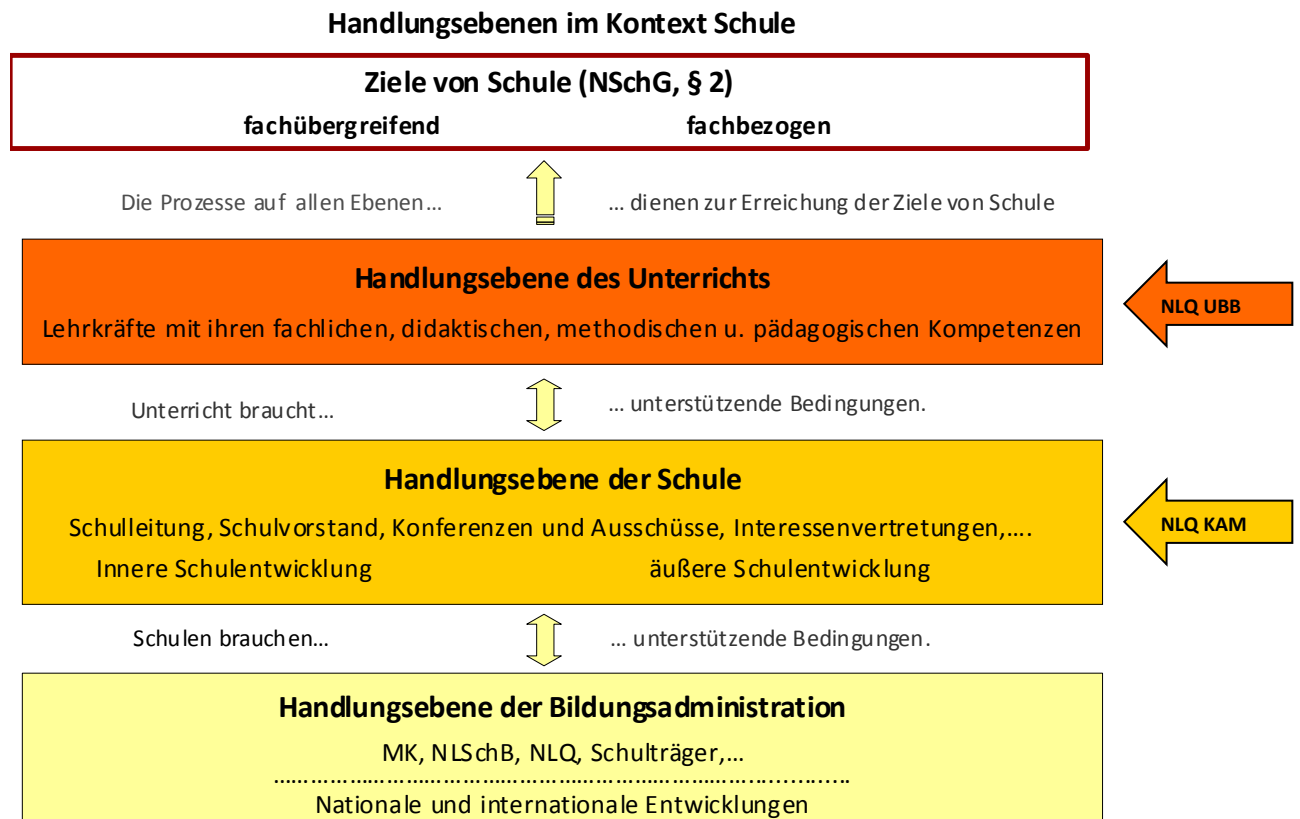 Handlungsebenen im Kontext Schule
Ziele von Schule (NSchG, § 2)
fachübergreifend fachbezogen
Die Prozesse auf allen Ebenen... ... dienen zur Erreichung der Ziele von Schule
Handlungsebene des Unterrichts
Lehrkräfte mit ihren fachlichen, didaktischen, methodischen u. pädagogischen Kompetenzen
NLQ UBB
Unterricht braucht... ... unterstützende Bedingungen.
Handlungsebene der Schule
Schulleitung, Schulvorstand, Konferenzen und Ausschüsse, Interessenvertretungen,....
Innere Schulentwicklung äußere Schulentwicklung
NLQ KAM
Schulen brauchen... ... unterstützende Bedingungen.
Handlungsebene der Bildungsadministration
MK, NLSchB, NLQ, Schulträger,...
................................................................................
Nationale und internationale Entwicklungen